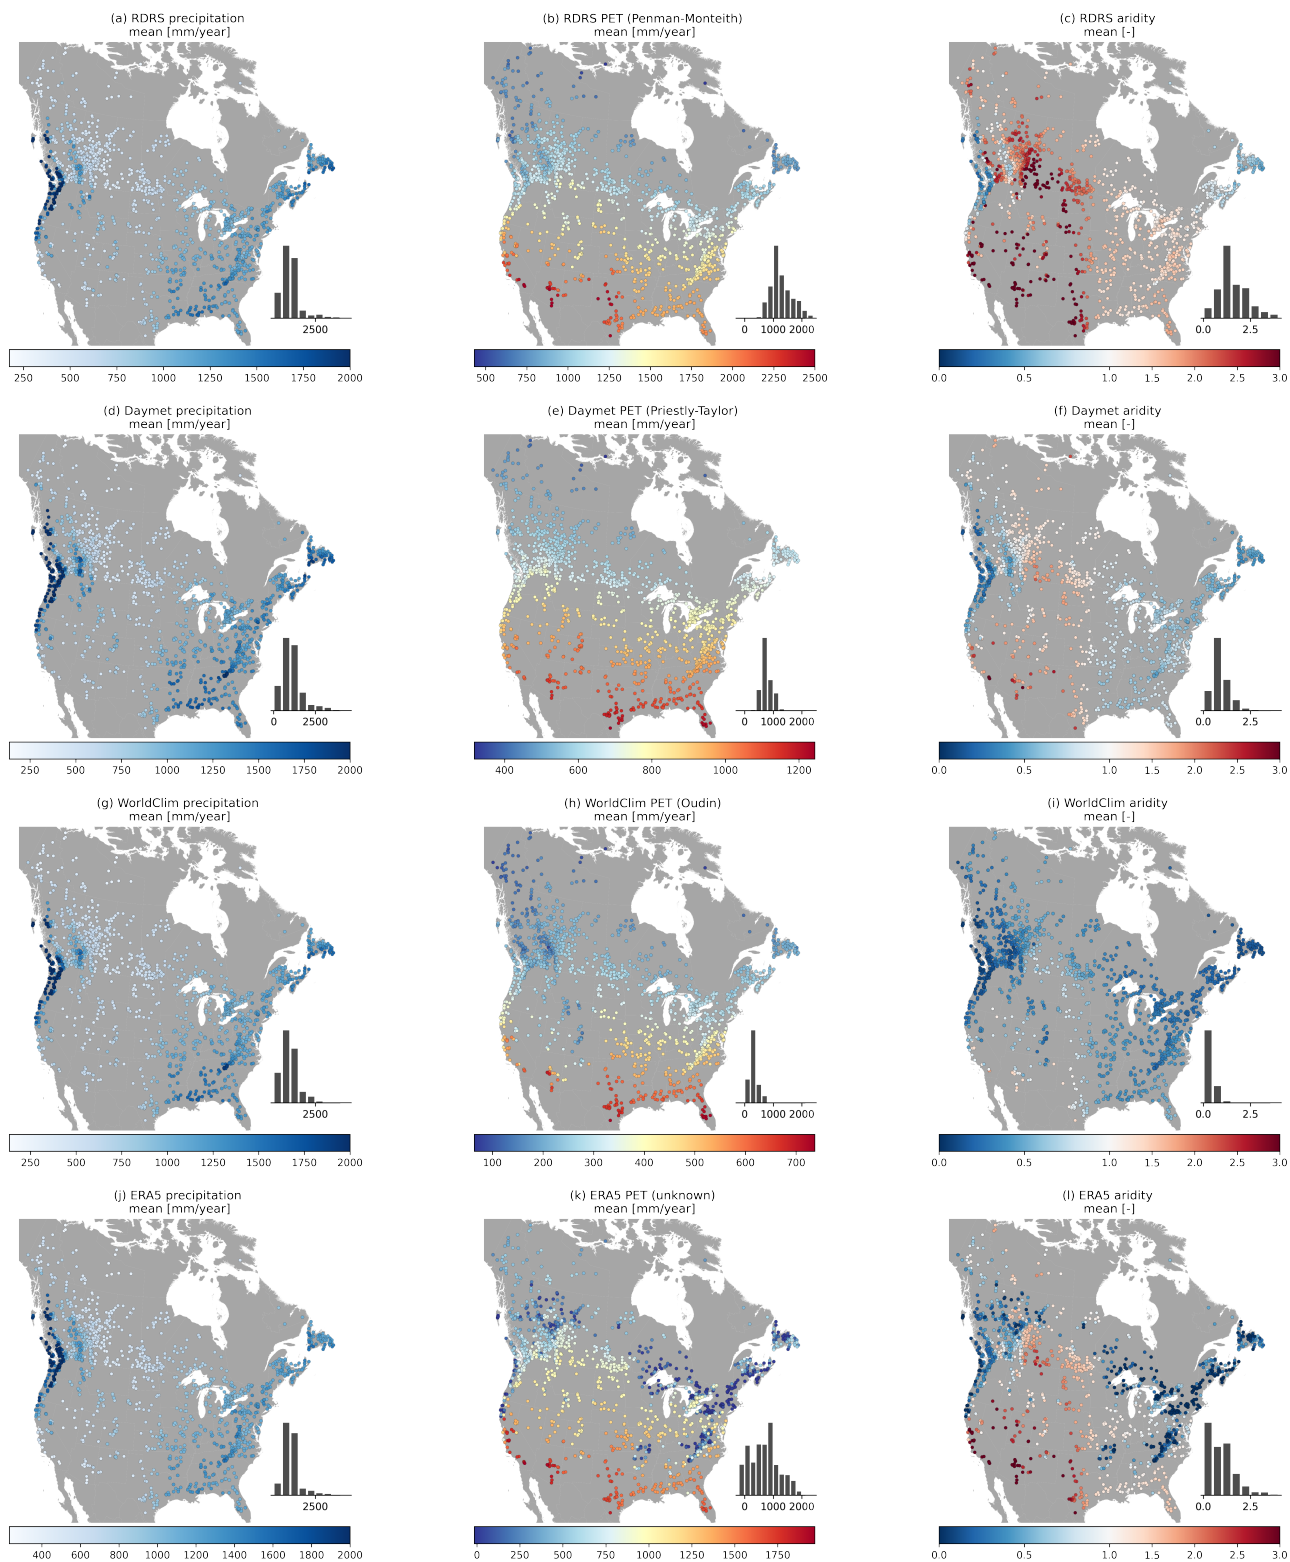 (a) RDRS precipitation
mean [mm/year]
2500
250 500 750 1000 1250 1500 1750 2000
(b) RDRS PET (Penman-Monteith)
mean [mm/year]
0 1000 2000
500 750 1000 1250 1500 1750 2000 2250 2500
(c) RDRS aridity
mean [-]
0.0 2.5
0.0 0.5 1.0 1.5 2.0 2.5 3.0
(d) Daymet precipitation
mean [mm/year]
0 2500
250 500 750 1000 1250 1500 1750 2000
(e) Daymet PET (Priestly-Taylor)
mean [mm/year]
0 1000 2000
400 600 800 1000 1200
(f) Daymet aridity
mean [-]
0.0 2.5
0.0 0.5 1.0 1.5 2.0 2.5 3.0
(g) WorldClim precipitation
mean [mm/year]
2500
250 500 750 1000 1250 1500 1750 2000
(h) WorldClim PET (Oudin)
mean [mm/year]
0 1000 2000
100 200 300 400 500 600 700
(i) WorldClim aridity
mean [-]
0.0 2.5
0.0 0.5 1.0 1.5 2.0 2.5 3.0
(j) ERA5 precipitation
mean [mm/year]
2500
400 600 800 1000 1200 1400 1600 1800 2000
(k) ERA5 PET (unknown)
mean [mm/year]
0 1000 2000
0 250 500 750 1000 1250 1500 1750
(l) ERA5 aridity
mean [-]
0.0 2.5
0.0 0.5 1.0 1.5 2.0 2.5 3.0